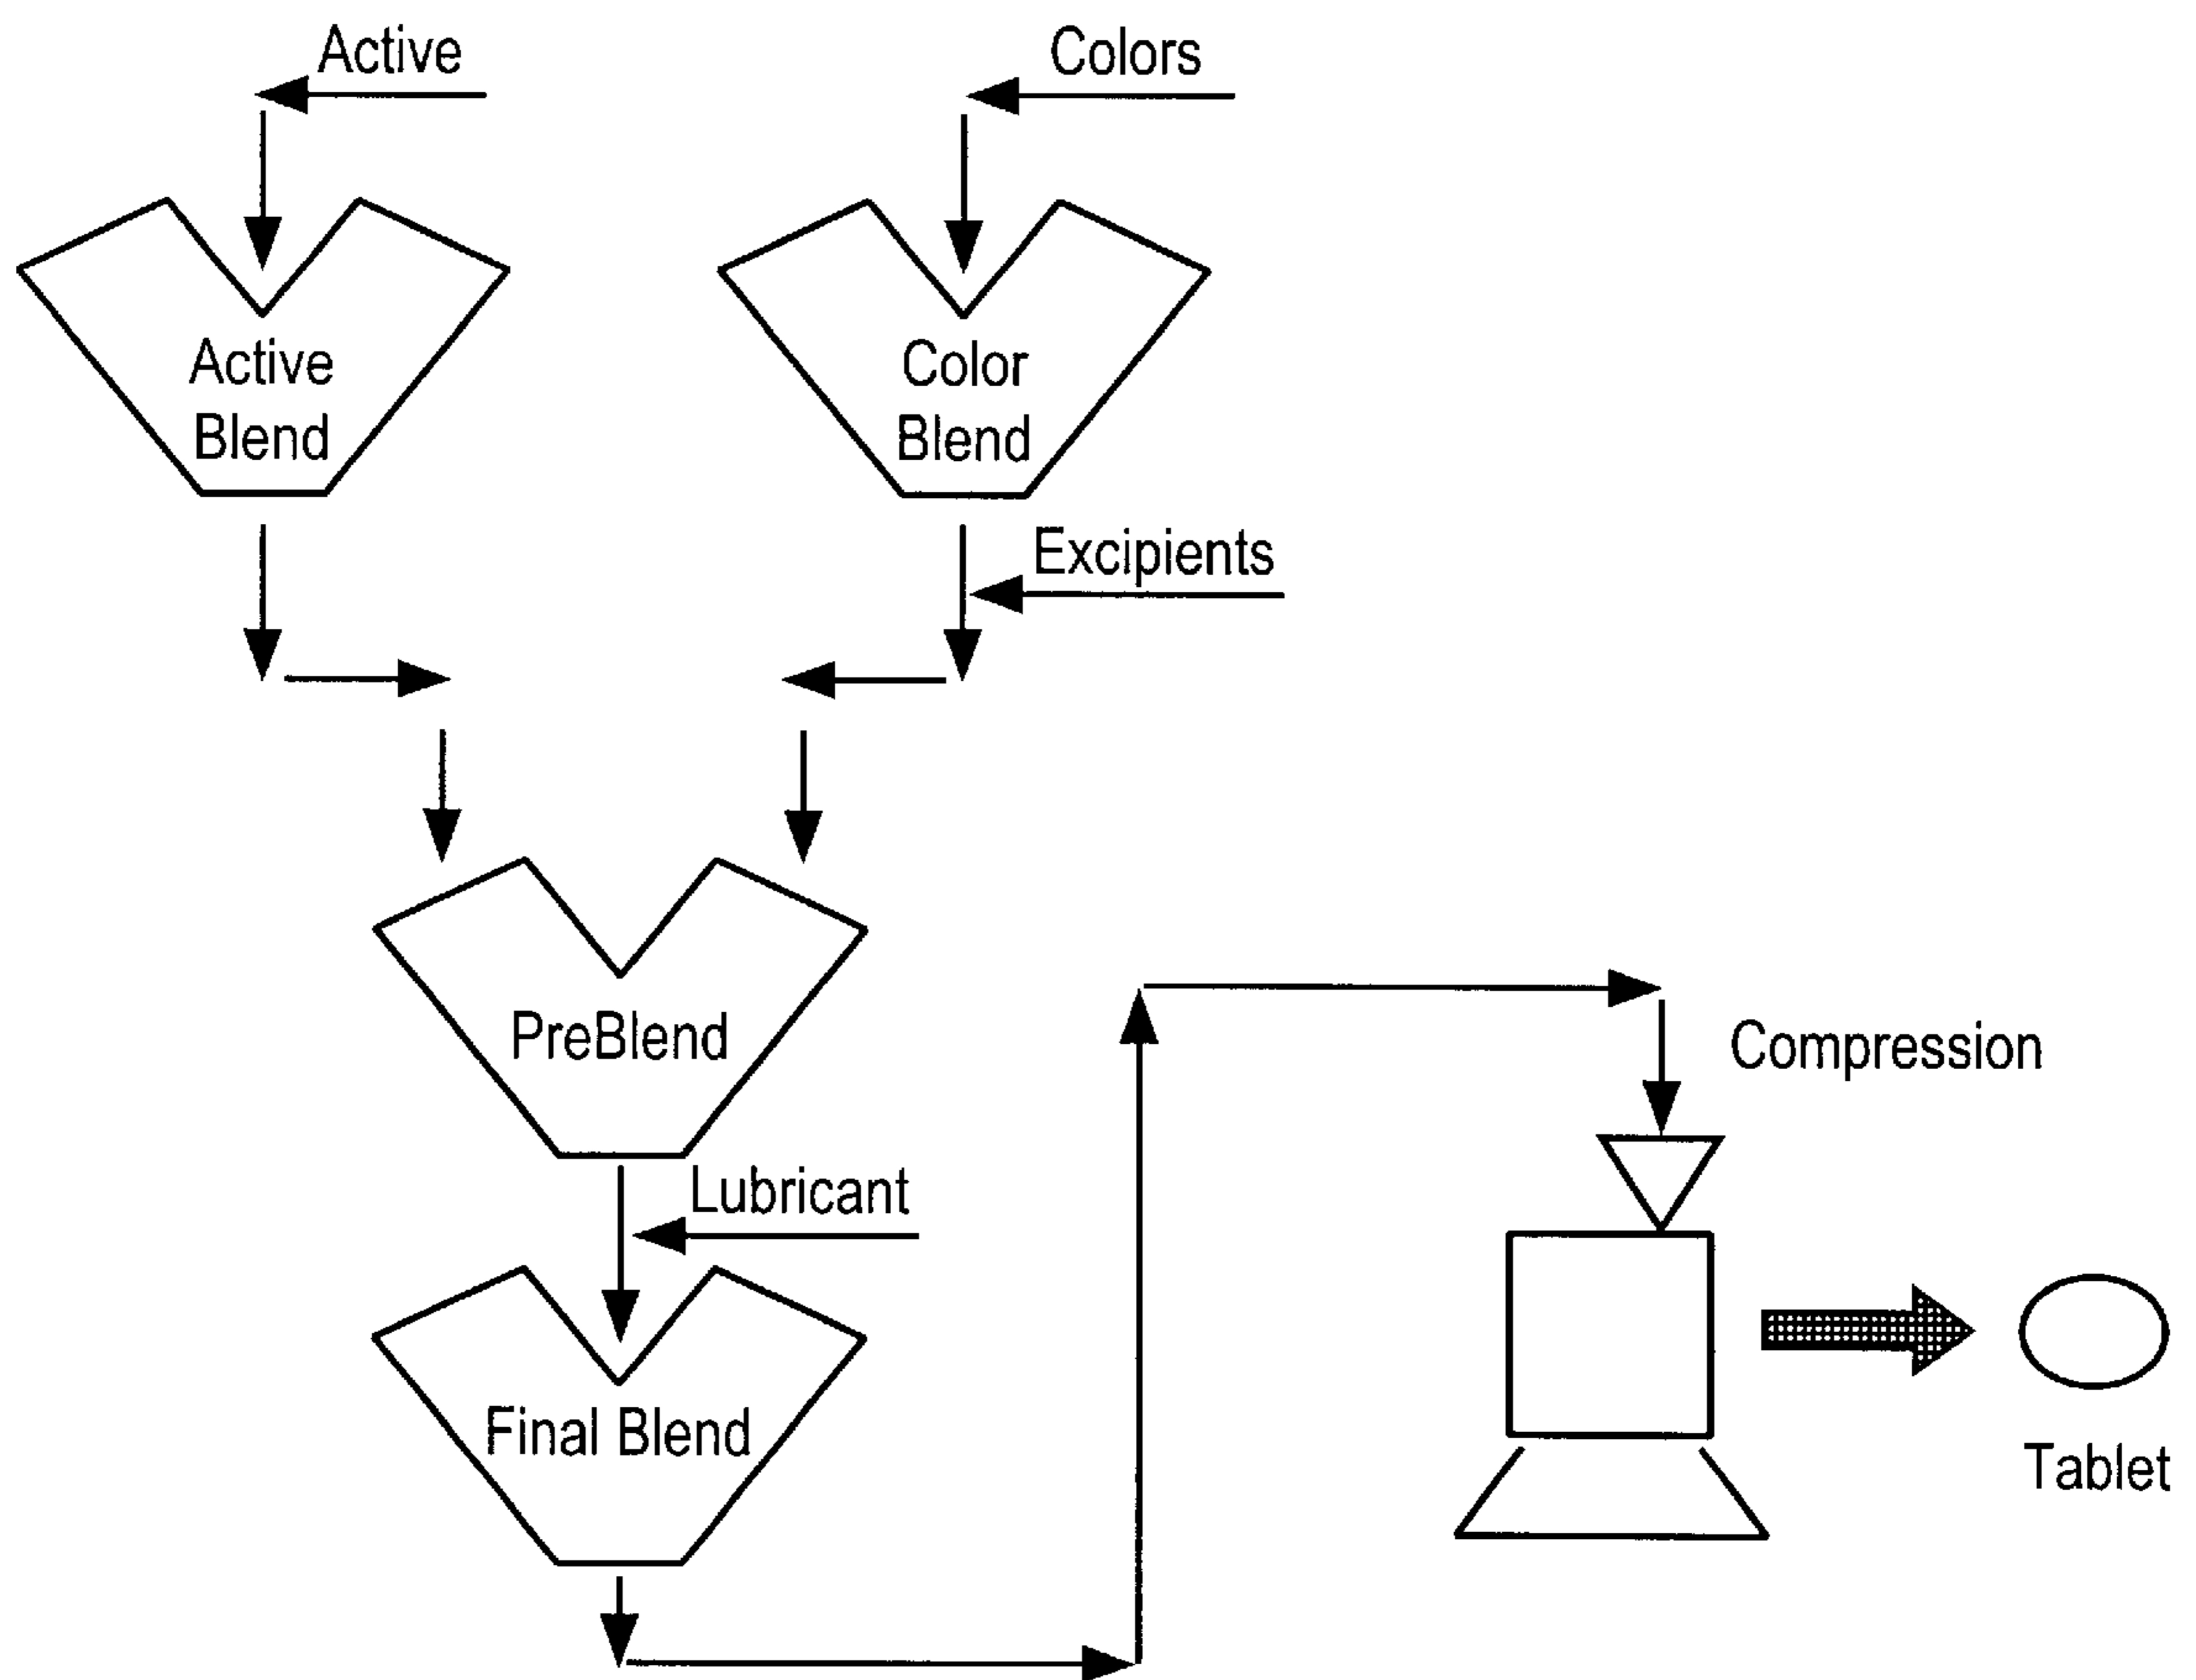 Active
Colors
Active
Blend
Color
Blend
Excipients
PreBlend
Compression
Lubricant
Final Blend
Tablet